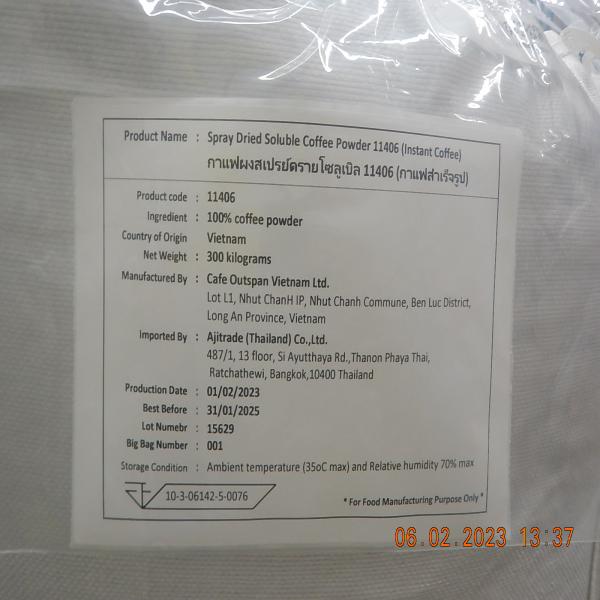 Product Name : Spray Dried Soluble Coffee Powder 11406 (Instant Coffee)
กาแฟผงสเปรย์ดรายโซลูเบิล 11406 (กาแฟสำเร็จรูป)
Product code : 11406
Ingredient : 100% coffee powder
Country of Origin Vietnam
Net Weight : 300 kilograms
Manufactured By : Cafe Outspan Vietnam Ltd.
Lot L1, Nhut ChanH IP, Nhut Chanh Commune, Ben Luc District,
Long An Province, Vietnam
Imported By : Ajitrade (Thailand) Co.,Ltd.
487/1, 13 floor, Si Ayutthaya Rd.,Thanon Phaya Thai,
Ratchathewi, Bangkok,10400 Thailand
Production Date : 01/02/2023
Best Before : 31/01/2025
Lot Numebr : 15629
Big Bag Number : 001
Storage Condition : Ambient temperature (35oC max) and Relative humidity 70% max
อย 10-3-06142-5-0076
* For Food Manufacturing Purpose Only *
06.02.2023 13:37